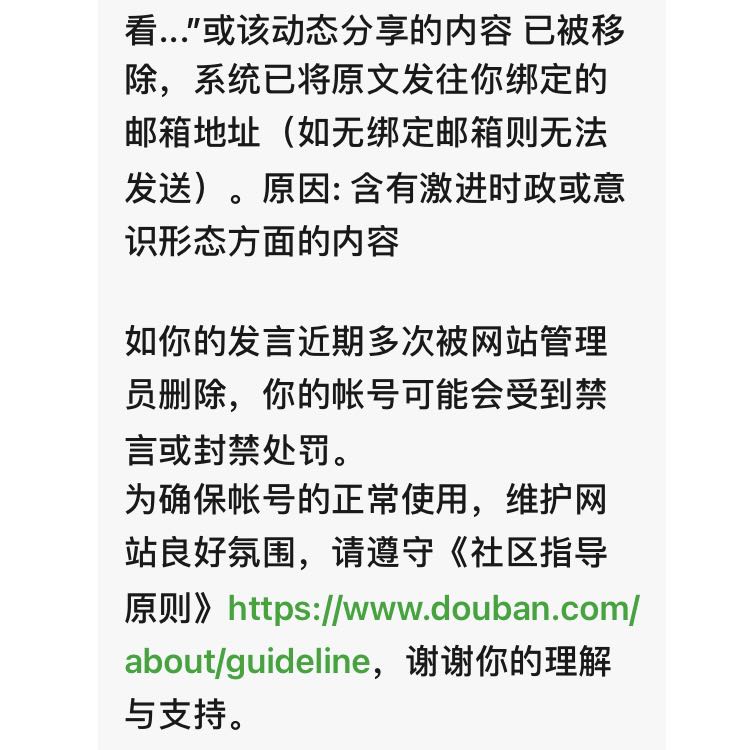 看...”或该动态分享的内容 已被移
除，系统已将原文发往你绑定的
邮箱地址（如无绑定邮箱则无法
发送）。原因: 含有激进时政或意
识形态方面的内容
如你的发言近期多次被网站管理
员删除，你的帐号可能会受到禁
言或封禁处罚。
为确保帐号的正常使用，维护网
站良好氛围，请遵守《社区指导
原则》https://www.douban.com/
about/guideline，谢谢你的理解
与支持。